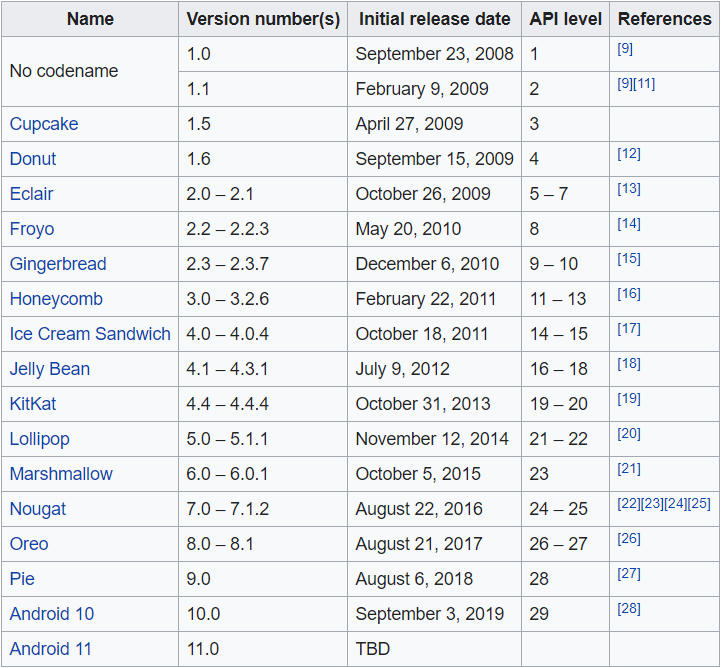 Name Version number(s) Initial release date API level References
No codename 1.0 September 23, 2008 1 [9]
1.1 February 9, 2009 2 [9][11]
Cupcake 1.5 April 27, 2009 3
Donut 1.6 September 15, 2009 4 [12]
Eclair 2.0 – 2.1 October 26, 2009 5 – 7 [13]
Froyo 2.2 – 2.2.3 May 20, 2010 8 [14]
Gingerbread 2.3 – 2.3.7 December 6, 2010 9 – 10 [15]
Honeycomb 3.0 – 3.2.6 February 22, 2011 11 – 13 [16]
Ice Cream Sandwich 4.0 – 4.0.4 October 18, 2011 14 – 15 [17]
Jelly Bean 4.1 – 4.3.1 July 9, 2012 16 – 18 [18]
KitKat 4.4 – 4.4.4 October 31, 2013 19 – 20 [19]
Lollipop 5.0 – 5.1.1 November 12, 2014 21 – 22 [20]
Marshmallow 6.0 – 6.0.1 October 5, 2015 23 [21]
Nougat 7.0 – 7.1.2 August 22, 2016 24 – 25 [22][23][24][25]
Oreo 8.0 – 8.1 August 21, 2017 26 – 27 [26]
Pie 9.0 August 6, 2018 28 [27]
Android 10 10.0 September 3, 2019 29 [28]
Android 11 11.0 TBD